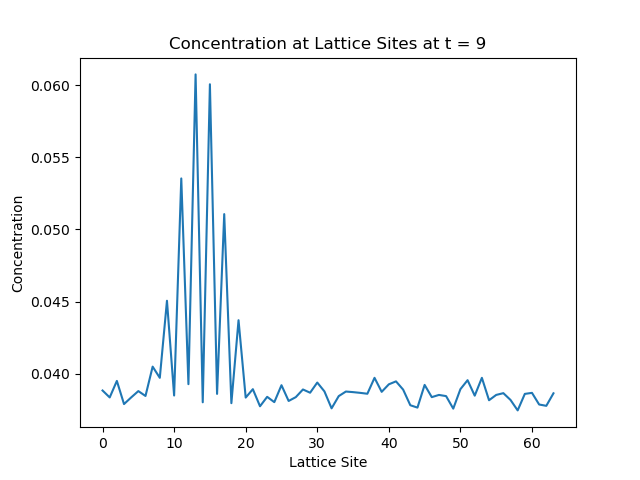 Concentration at Lattice Sites at t = 9
0.060
0.055
0.050
0.045
0.040
Concentration
0 10 20 30 40 50 60
Lattice Site